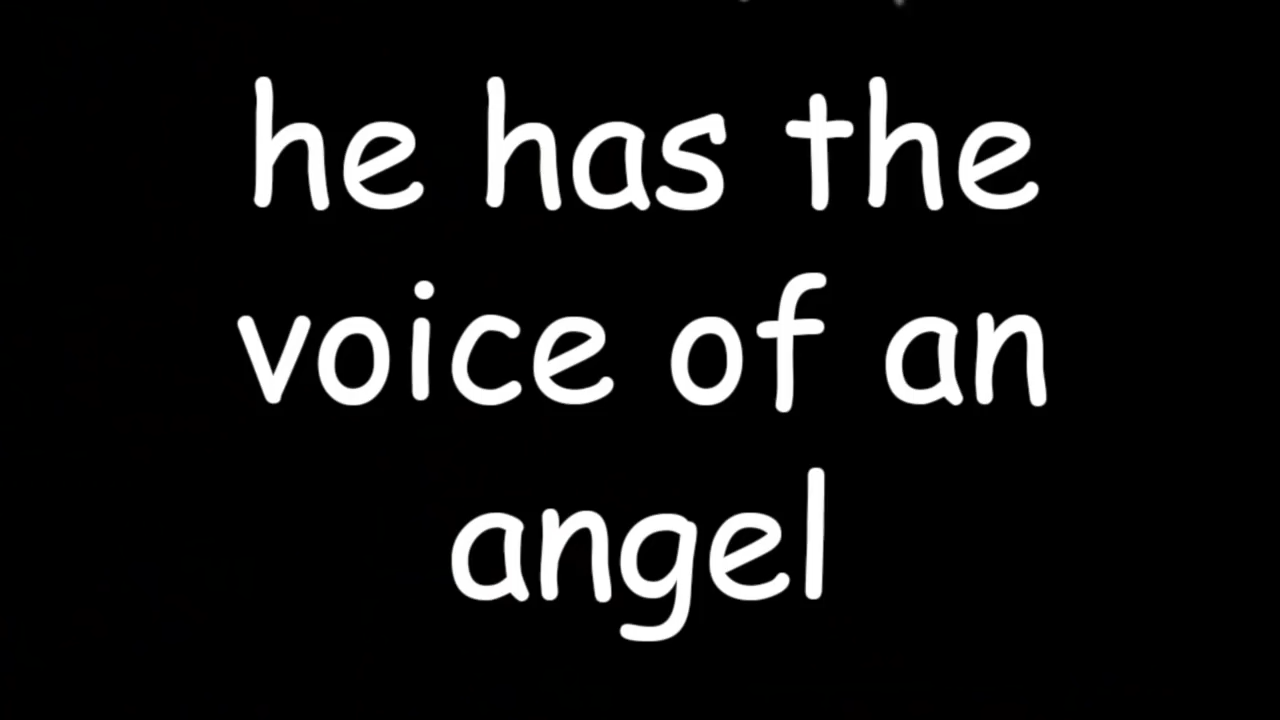 he has the
voice of an
angel